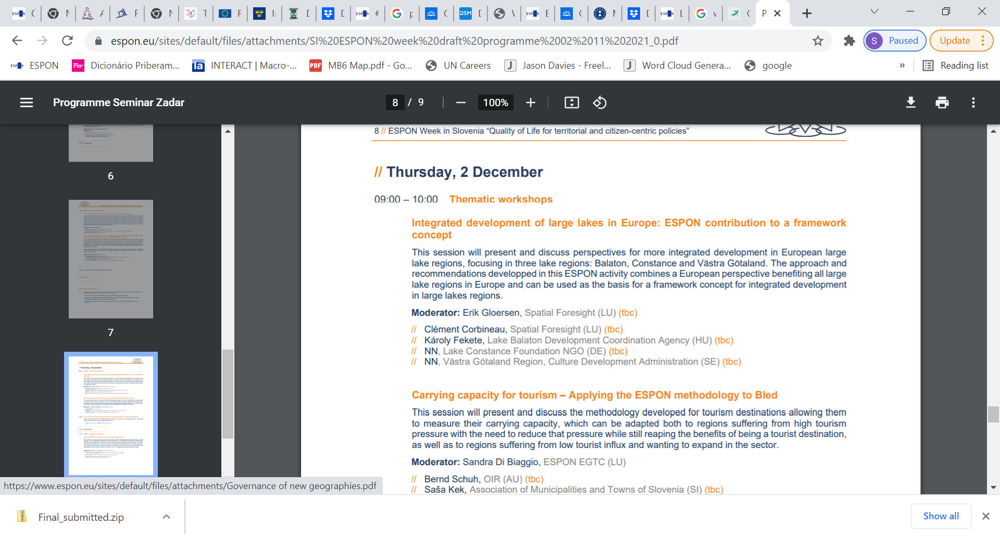 Paused
Update
espon.eu/sites/default/files/attachments/SI%20ESPON%20week%20draft%20programme%2002%2011%202021_0.pdf
ESPON
Dicionário Priberam...
INTERACT | Macro-...
MB6 Map.pdf - Go...
UN Careers
Jason Davies - Freel...
Word Cloud Genera...
google
»
Reading list
Programme Seminar Zadar
8 / 9
100%
6
7
8 // ESPON Week in Slovenia “Quality of Life for territorial and citizen-centric policies”
// Thursday, 2 December
09:00 – 10:00 Thematic workshops
Integrated development of large lakes in Europe: ESPON contribution to a framework
concept
This session will present and discuss perspectives for more integrated development in European large
lake regions, focusing in three lake regions: Balaton, Constance and Västra Götaland. The approach and
recommendations developped in this ESPON activity combines a European perspective benefiting all large
lake regions in Europe and can be used as the basis for a framework concept for integrated development
in large lakes regions.
Moderator: Erik Gloersen, Spatial Foresight (LU) (tbc)
// Clément Corbineau, Spatial Foresight (LU) (tbc)
// Károly Fekete, Lake Balaton Development Coordination Agency (HU) (tbc)
// NN, Lake Constance Foundation NGO (DE) (tbc)
// NN, Västra Götaland Region, Culture Development Administration (SE) (tbc)
Carrying capacity for tourism – Applying the ESPON methodology to Bled
This session will present and discuss the methodology developed for tourism destinations allowing them
to measure their carrying capacity, which can be adapted both to regions suffering from high tourism
pressure with the need to reduce that pressure while still reaping the benefits of being a tourist destination,
as well as to regions suffering from low tourist influx and wanting to expand in the sector.
Moderator: Sandra Di Biaggio, ESPON EGTC (LU)
// Bernd Schuh, OIR (AU) (tbc)
// Saša Kek, Association of Municipalities and Towns of Slovenia (SI) (tbc)
https://www.espon.eu/sites/default/files/attachments/Governance of new geographies.pdf
Final_submitted.zip
Show all